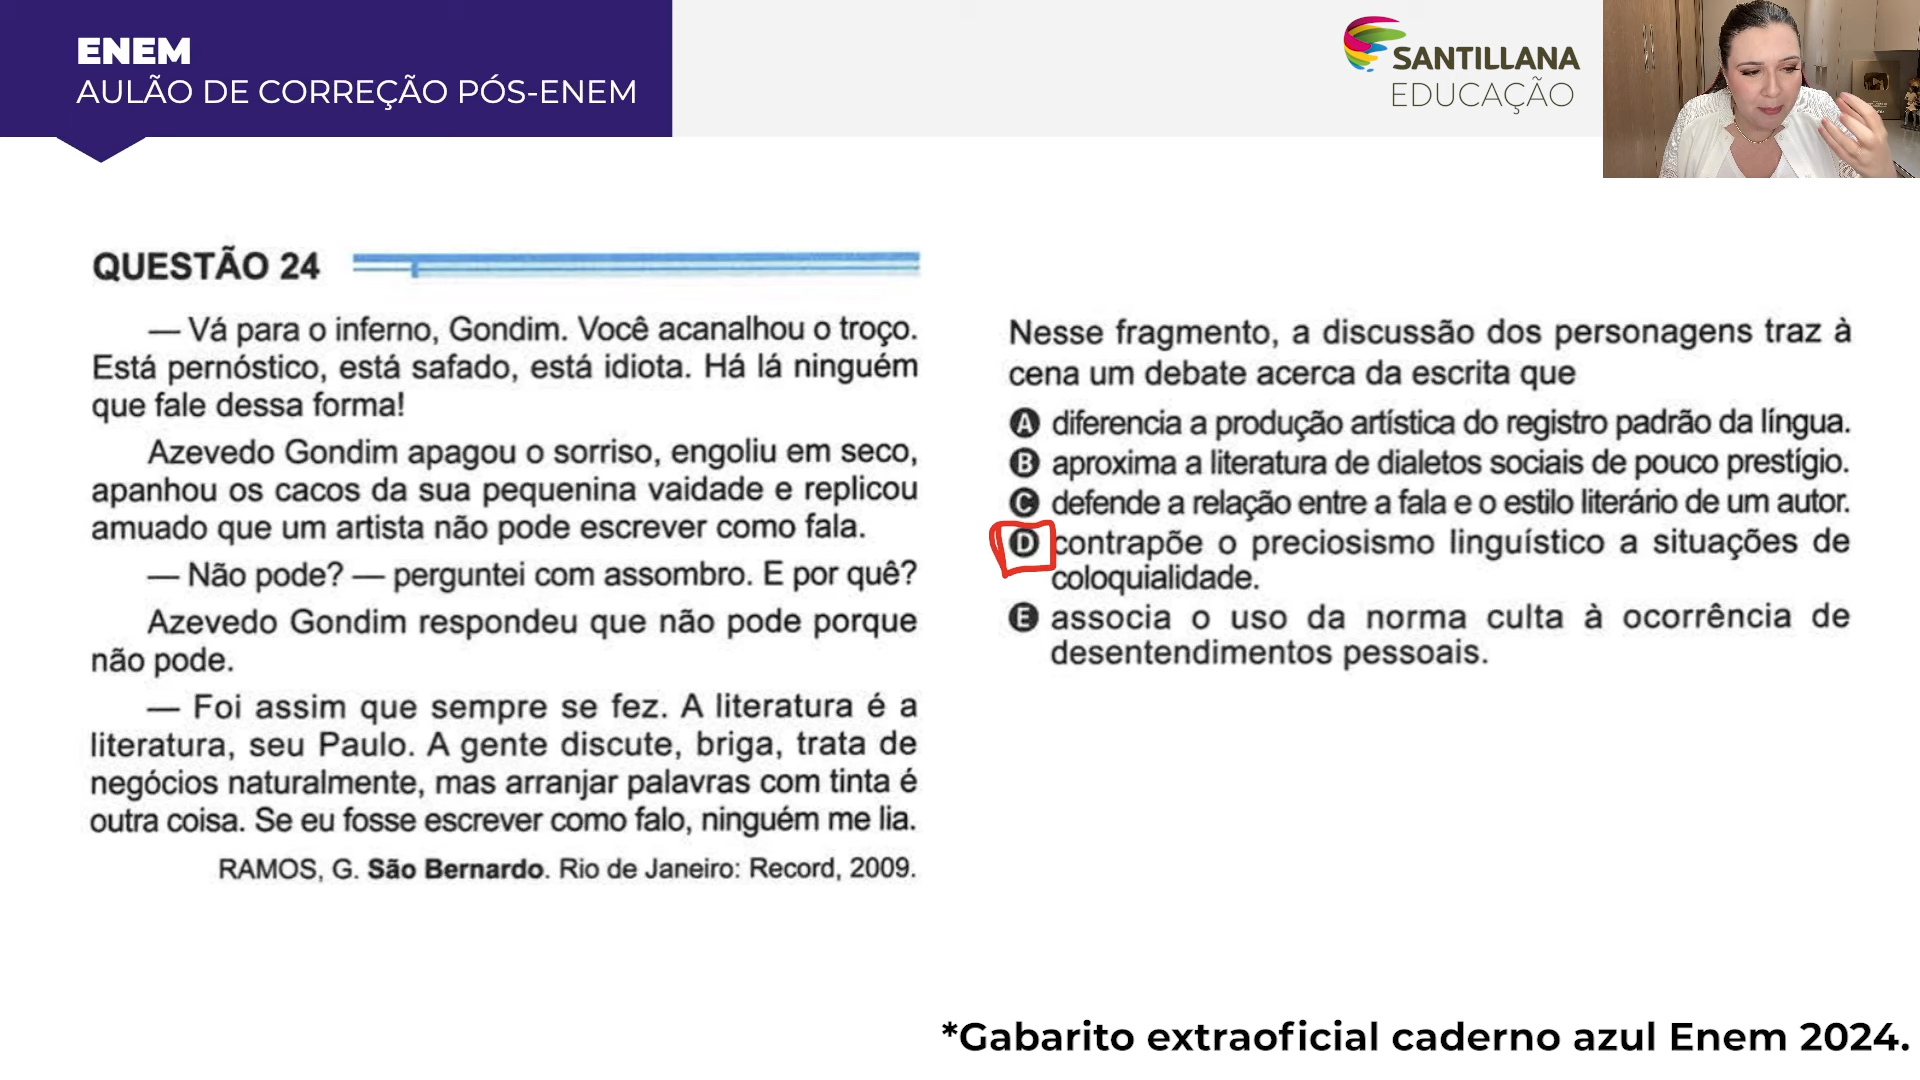 ENEM
AULÃO DE CORREÇÃO PÓS-ENEM
SANTILLANA
EDUCAÇÃO
QUESTÃO 24
— Vá para o inferno, Gondim. Você acanalhou o troço.
Está pernóstico, está safado, está idiota. Há lá ninguém
que fale dessa forma!
Azevedo Gondim apagou o sorriso, engoliu em seco,
apanhou os cacos da sua pequenina vaidade e replicou
amuado que um artista não pode escrever como fala.
— Não pode? — perguntei com assombro. E por quê?
Azevedo Gondim respondeu que não pode porque
não pode.
— Foi assim que sempre se fez. A literatura é a
literatura, seu Paulo. A gente discute, briga, trata de
negócios naturalmente, mas arranjar palavras com tinta é
outra coisa. Se eu fosse escrever como falo, ninguém me lia.
RAMOS, G. São Bernardo. Rio de Janeiro: Record, 2009.
Nesse fragmento, a discussão dos personagens traz à
cena um debate acerca da escrita que
A diferencia a produção artística do registro padrão da língua.
B aproxima a literatura de dialetos sociais de pouco prestígio.
C defende a relação entre a fala e o estilo literário de um autor.
D contrapõe o preciosismo linguístico a situações de
coloquialidade.
E associa o uso da norma culta à ocorrência de
desentendimentos pessoais.
*Gabarito extraoficial caderno azul Enem 2024.